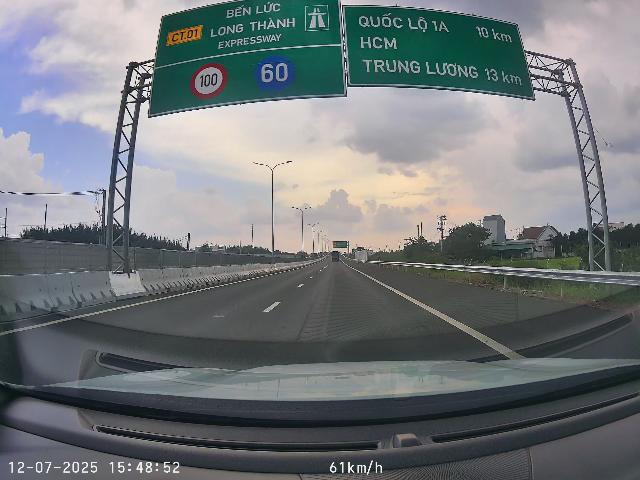 CT.01
BẾN LỨC
LONG THÀNH
EXPRESSWAY
100
60
QUỐC LỘ 1A 10 km
HCM
TRUNG LƯƠNG 13 km
12-07-2025 15:48:52
61km/h